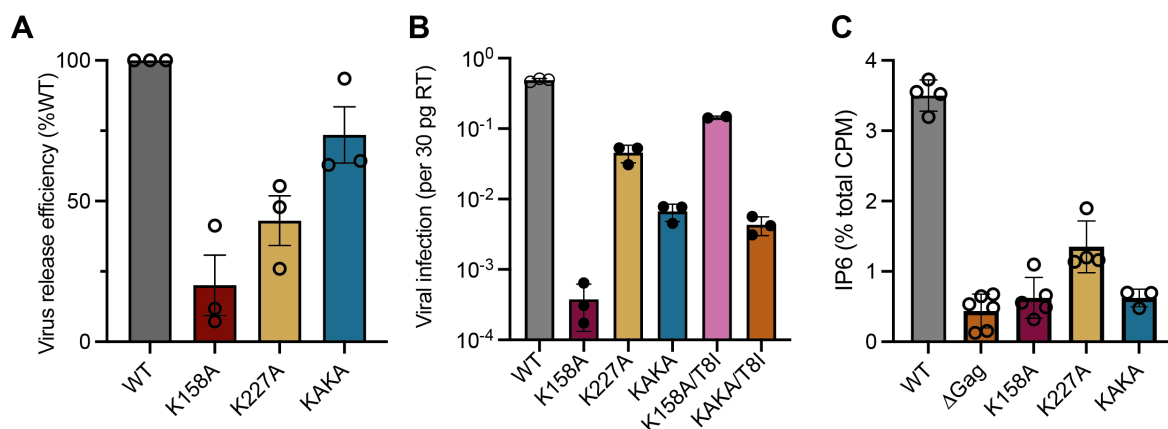 A
Virus release efficiency (%WT)
100
50
0
WT
K158A
K227A
KAKA
B
Viral infection (per 30 pg RT)
10⁰
10⁻¹
10⁻²
10⁻³
10⁻⁴
WT
K158A
K227A
KAKA
K158A/T8I
KAKA/T8I
C
IP6 (% total CPM)
4
3
2
1
0
WT
ΔGag
K158A
K227A
KAKA